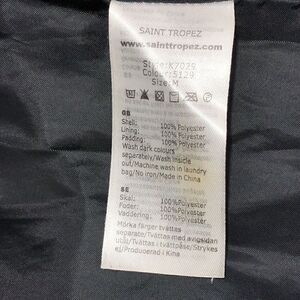 SAINT TROPEZ
www.sainttropez.com
Style:K7029
Colour:5129
Size:M
GB
Shell: 100% Polyester
Lining: 100% Polyester
Padding: 100% Polyester
Wash dark colours
separately/Wash inside
out/Machine wash in laundry
bag/No iron/Made in China
SE
Skal: 100% Polyester
Foder: 100% Polyester
Vaddering: 100% Polyester
Mörka färger tvättas
separat/Tvättas med avigsidan
utåt/Tvättas i tvättpåse/Strykes
ej/Producerad i Kina